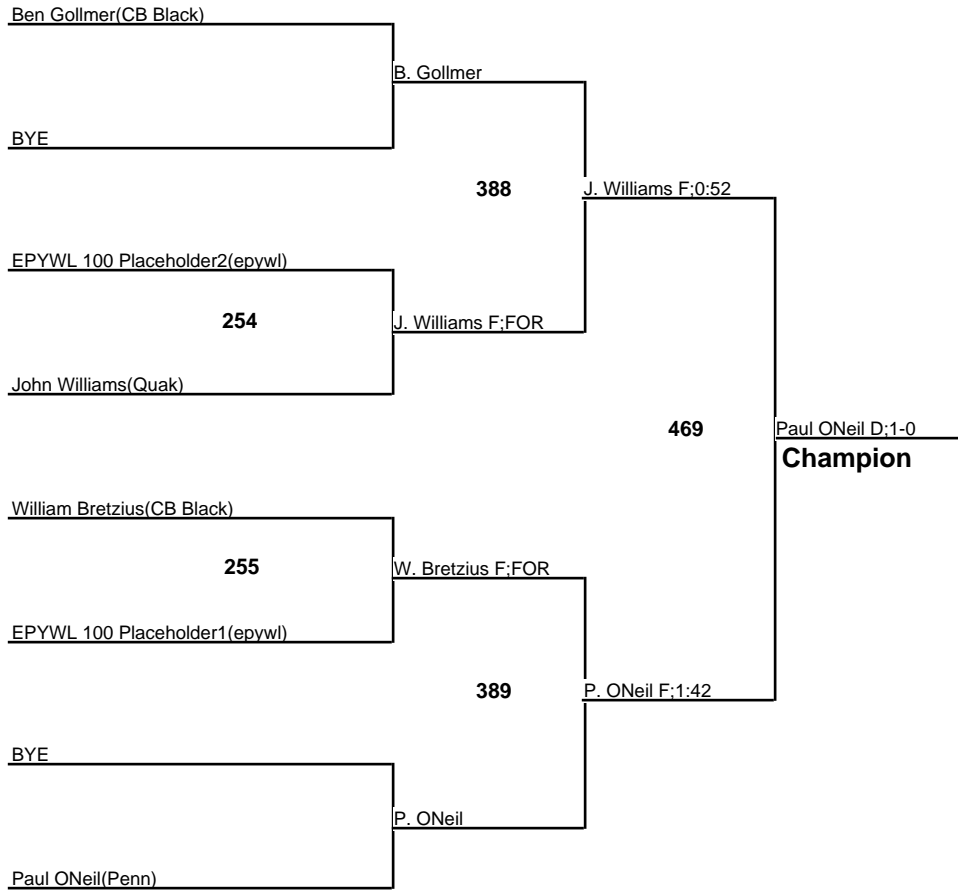 Ben Gollmer(CB Black)
B. Gollmer
BYE
388
J. Williams F;0:52
EPYWL 100 Placeholder2(epywl)
254
J. Williams F;FOR
John Williams(Quak)
469
Paul ONeil D;1-0
Champion
William Bretzius(CB Black)
255
W. Bretzius F;FOR
EPYWL 100 Placeholder1(epywl)
389
P. ONeil F;1:42
BYE
P. ONeil
Paul ONeil(Penn)